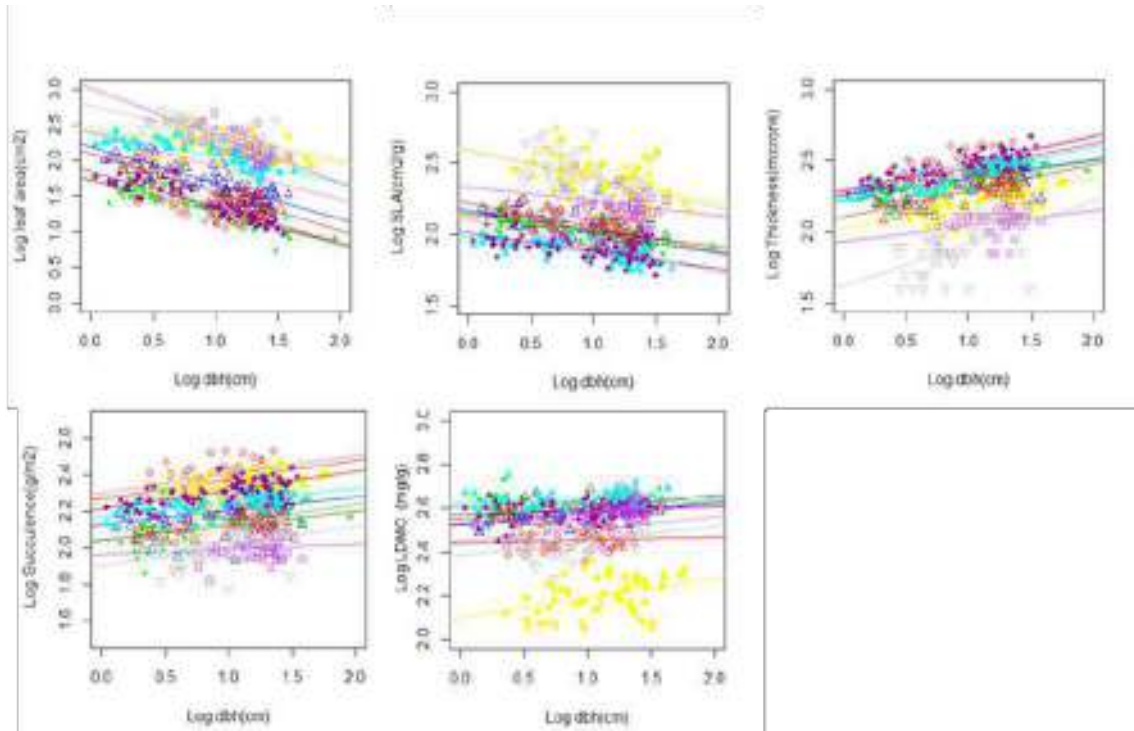 Log leaf area(cm2)
0.0 0.5 1.0 1.5 2.0 2.5 3.0
0.0 0.5 1.0 1.5 2.0
Log dbh(cm)
Log SLA(cm2/g)
1.5 2.0 2.5 3.0
0.0 0.5 1.0 1.5 2.0
Log dbh(cm)
Log Thickness(microns)
1.5 2.0 2.5 3.0
0.0 0.5 1.0 1.5 2.0
Log dbh(cm)
Log Succulence(g/m2)
1.6 1.8 2.0 2.2 2.4 2.6
0.0 0.5 1.0 1.5 2.0
Log dbh(cm)
Log LDMC (mg/g)
2.0 2.2 2.4 2.6 2.8 3.0
0.0 0.5 1.0 1.5 2.0
Log dbh(cm)